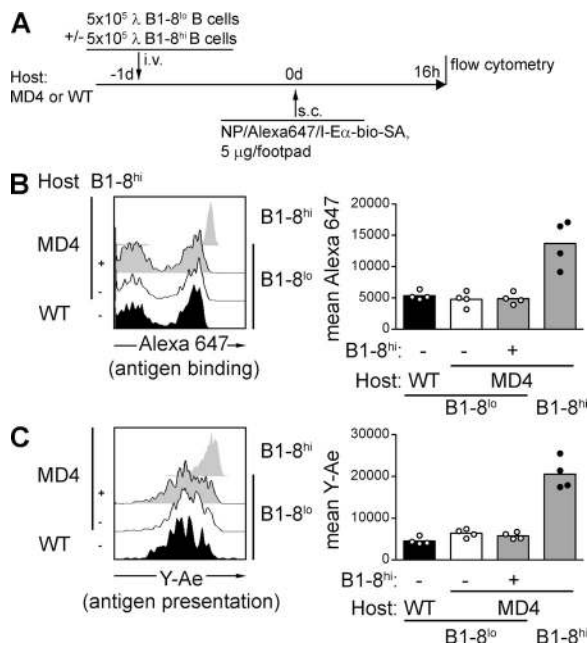 A
5x10⁵ λ B1-8ˡᵒ B cells
+/- 5x10⁵ λ B1-8ʰⁱ B cells
-1d i.v. 0d 16h flow cytometry
Host:
MD4 or WT
s.c.
NP/Alexa647/I-Eα-bio-SA,
5 μg/footpad
B Host B1-8ʰⁱ
MD4
+
-
WT -
B1-8ʰⁱ
B1-8ˡᵒ
Alexa 647
(antigen binding)
mean Alexa 647
20000
15000
10000
5000
0
B1-8ʰⁱ: - - +
Host: WT MD4
B1-8ˡᵒ B1-8ʰⁱ
C
MD4
+
-
WT -
B1-8ʰⁱ
B1-8ˡᵒ
Y-Ae
(antigen presentation)
mean Y-Ae
30000
20000
10000
0
B1-8ʰⁱ: - - +
Host: WT MD4
B1-8ˡᵒ B1-8ʰⁱ